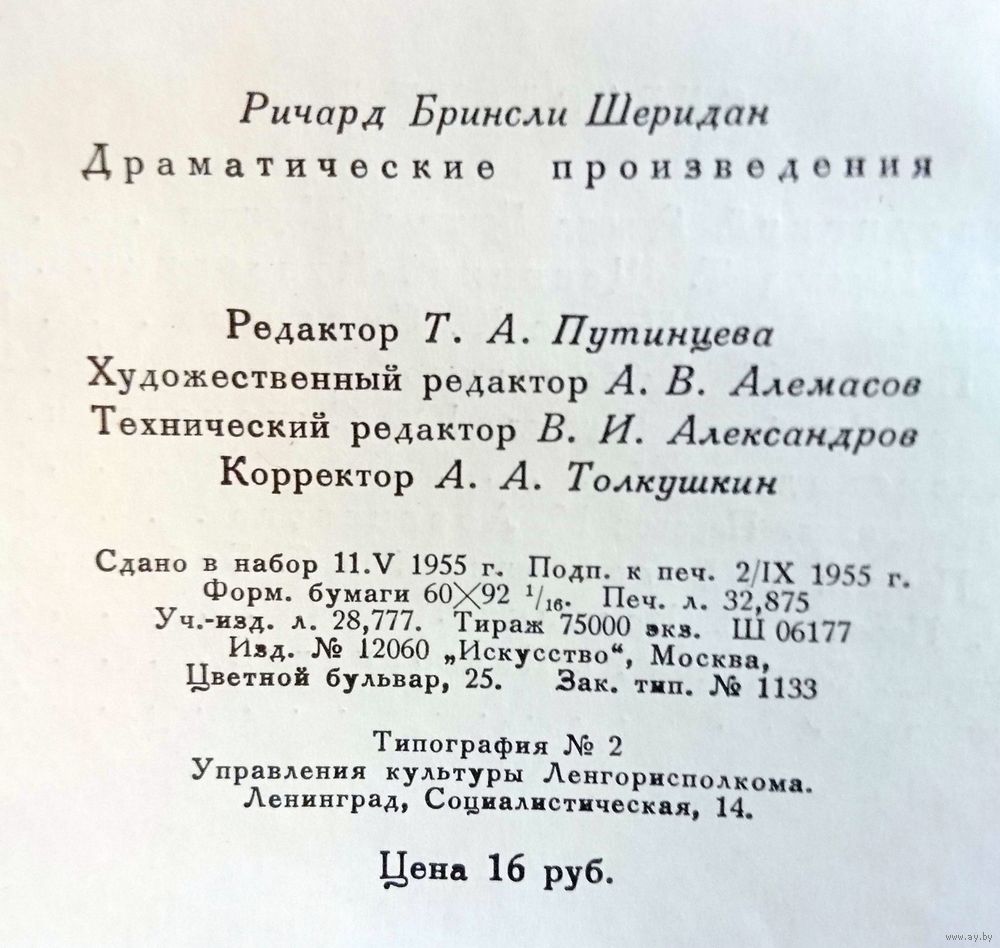 Ричард Бринсли Шеридан
Драматические произведения
Редактор Т. А. Путинцева
Художественный редактор А. В. Алемасов
Технический редактор В. И. Александров
Корректор А. А. Толкушкин
Сдано в набор 11.V 1955 г. Подп. к печ. 2/IX 1955 г.
Форм. бумаги 60×92 1/16. Печ. л. 32,875
Уч.-изд. л. 28,777. Тираж 75000 экз. Ш 06177
Изд. № 12060 „Искусство“, Москва,
Цветной бульвар, 25. Зак. тип. № 1133
Типография № 2
Управления культуры Ленгорисполкома.
Ленинград, Социалистическая, 14.
Цена 16 руб.
www.ay.by